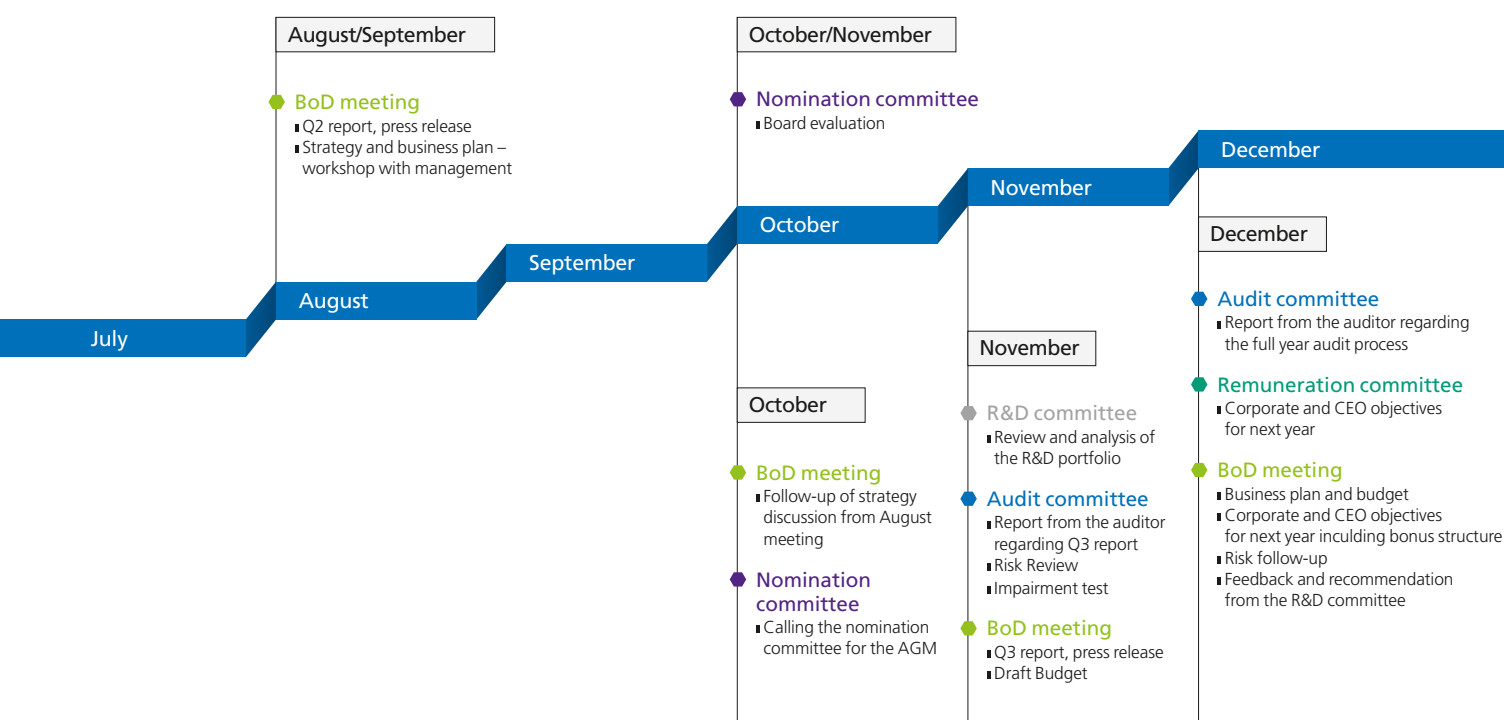 August/September
BoD meeting
Q2 report, press release
Strategy and business plan –
workshop with management
October/November
Nomination committee
Board evaluation
July
August
September
October
November
December
October
BoD meeting
Follow-up of strategy
discussion from August
meeting
Nomination
committee
Calling the nomination
committee for the AGM
November
R&D committee
Review and analysis of
the R&D portfolio
Audit committee
Report from the auditor
regarding Q3 report
Risk Review
Impairment test
BoD meeting
Q3 report, press release
Draft Budget
December
Audit committee
Report from the auditor regarding
the full year audit process
Remuneration committee
Corporate and CEO objectives
for next year
BoD meeting
Business plan and budget
Corporate and CEO objectives
for next year inculding bonus structure
Risk follow-up
Feedback and recommendation
from the R&D committee